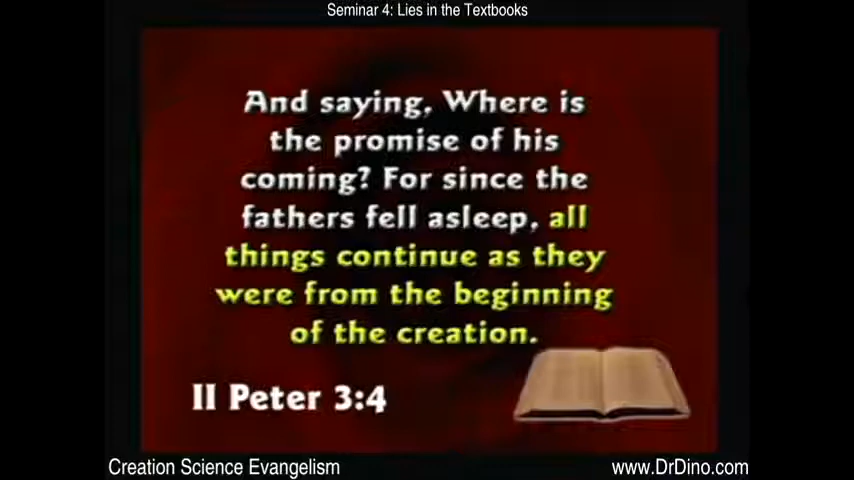 Seminar 4: Lies in the Textbooks
And saying, Where is
the promise of his
coming? For since the
fathers fell asleep, all
things continue as they
were from the beginning
of the creation.
II Peter 3:4
Creation Science Evangelism
www.DrDino.com